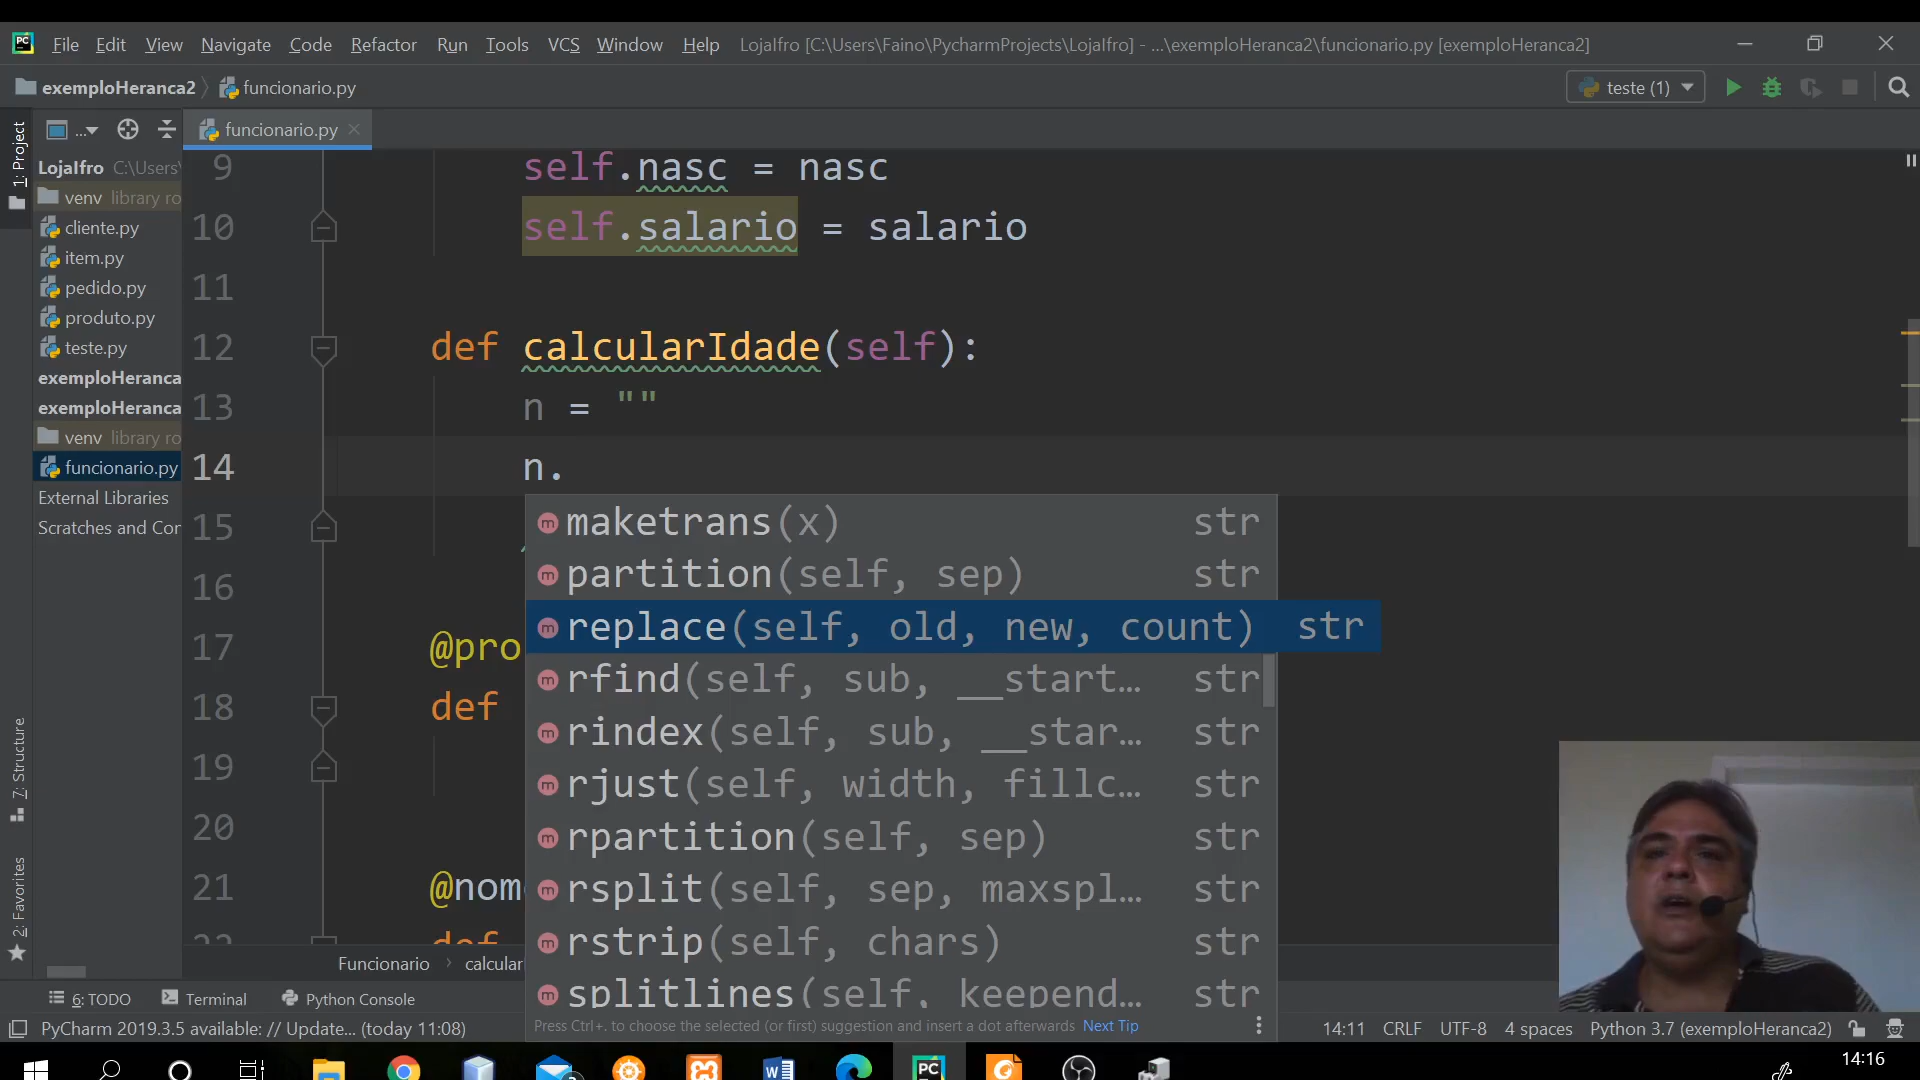 PC File Edit View Navigate Code Refactor Run Tools VCS Window Help LojaIfro [C:\Users\Faino\PycharmProjects\LojaIfro] - ...\exemploHeranca2\funcionario.py [exemploHeranca2]
exemploHeranca2 funcionario.py teste (1)
... funcionario.py
1: Project
LojaIfro C:\Users\
venv library ro
cliente.py
item.py
pedido.py
produto.py
teste.py
exemploHeranca
exemploHeranca
venv library ro
funcionario.py
External Libraries
Scratches and Cor
7: Structure
2: Favorites
9 self.nasc = nasc
10 self.salario = salario
11
12 def calcularIdade(self):
13 n = ""
14 n.
15
16
17 @pro
18 def
19
20
21 @nom
def
maketrans(x) str
partition(self, sep) str
replace(self, old, new, count) str
rfind(self, sub, __start… str
rindex(self, sub, __star… str
rjust(self, width, fillc… str
rpartition(self, sep) str
rsplit(self, sep, maxspl… str
rstrip(self, chars) str
splitlines(self, keepend… str
Press Ctrl+. to choose the selected (or first) suggestion and insert a dot afterwards Next Tip
Funcionario › calcular
6: TODO Terminal Python Console
PyCharm 2019.3.5 available: // Update... (today 11:08) 14:11 CRLF UTF-8 4 spaces Python 3.7 (exemploHeranca2)
PC
14:16